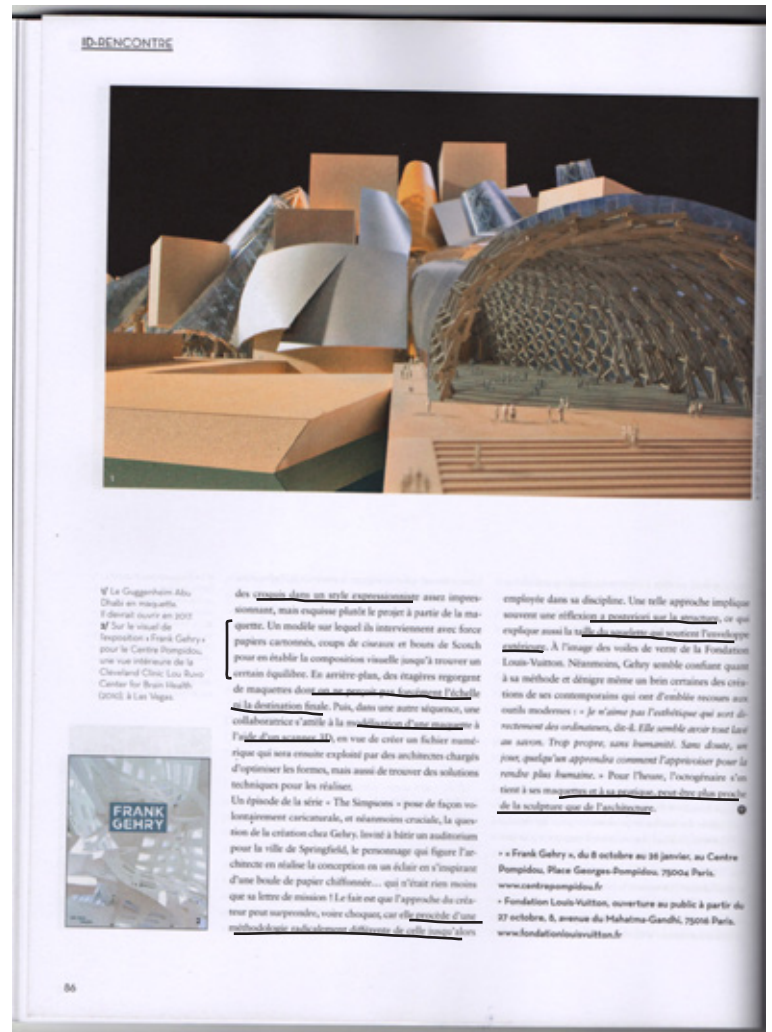 ID-RENCONTRE
1
1/ Le Guggenheim Abu
Dhabi en maquette.
Il devrait ouvrir en 2017.
2/ Sur le visuel de
l'exposition « Frank Gehry »
pour le Centre Pompidou,
une vue intérieure de la
Cleveland Clinic Lou Ruvo
Center for Brain Health
(2010), à Las Vegas.
FRANK
GEHRY
2
des croquis dans un style expressionniste assez impres-
sionnant, mais esquisse plutôt le projet à partir de la ma-
quette. Un modèle sur lequel ils interviennent avec force
papiers cartonnés, coups de ciseaux et bouts de Scotch
pour en établir la composition visuelle jusqu'à trouver un
certain équilibre. En arrière-plan, des étagères regorgent
de maquettes dont on ne perçoit pas forcément l'échelle
ni la destination finale. Puis, dans une autre séquence, une
collaboratrice s'attèle à la modélisation d'une maquette à
l'aide d'un scanner 3D, en vue de créer un fichier numé-
rique qui sera ensuite exploité par des architectes chargés
d'optimiser les formes, mais aussi de trouver des solutions
techniques pour les réaliser.
Un épisode de la série « The Simpsons » pose de façon vo-
lontairement caricaturale, et néanmoins cruciale, la ques-
tion de la création chez Gehry. Invité à bâtir un auditorium
pour la ville de Springfield, le personnage qui figure l'ar-
chitecte en réalise la conception en un éclair en s'inspirant
d'une boule de papier chiffonnée… qui n'était rien moins
que sa lettre de mission ! Le fait est que l'approche du créa-
teur peut surprendre, voire choquer, car elle procède d'une
méthodologie radicalement différente de celle jusqu'alors
employée dans sa discipline. Une telle approche implique
souvent une réflexion a posteriori sur la structure, ce qui
explique aussi la taille du squelette qui soutient l'enveloppe
extérieure. À l'image des voiles de verre de la Fondation
Louis-Vuitton. Néanmoins, Gehry semble confiant quant
à sa méthode et dénigre même un brin certaines des créa-
tions de ses contemporains qui ont d'emblée recours aux
outils modernes : « Je n'aime pas l'esthétique qui sort di-
rectement des ordinateurs, dit-il. Elle semble avoir tout lavé
au savon. Trop propre, sans humanité. Sans doute, un
jour, quelqu'un apprendra comment l'apprivoiser pour la
rendre plus humaine. » Pour l'heure, l'octogénaire s'en
tient à ses maquettes et à sa pratique, peut-être plus proche
de la sculpture que de l'architecture.
• « Frank Gehry », du 8 octobre au 26 janvier, au Centre
Pompidou, Place Georges-Pompidou, 75004 Paris.
www.centrepompidou.fr
• Fondation Louis-Vuitton, ouverture au public à partir du
27 octobre, 8, avenue du Mahatma-Gandhi, 75016 Paris.
www.fondationlouisvuitton.fr
86